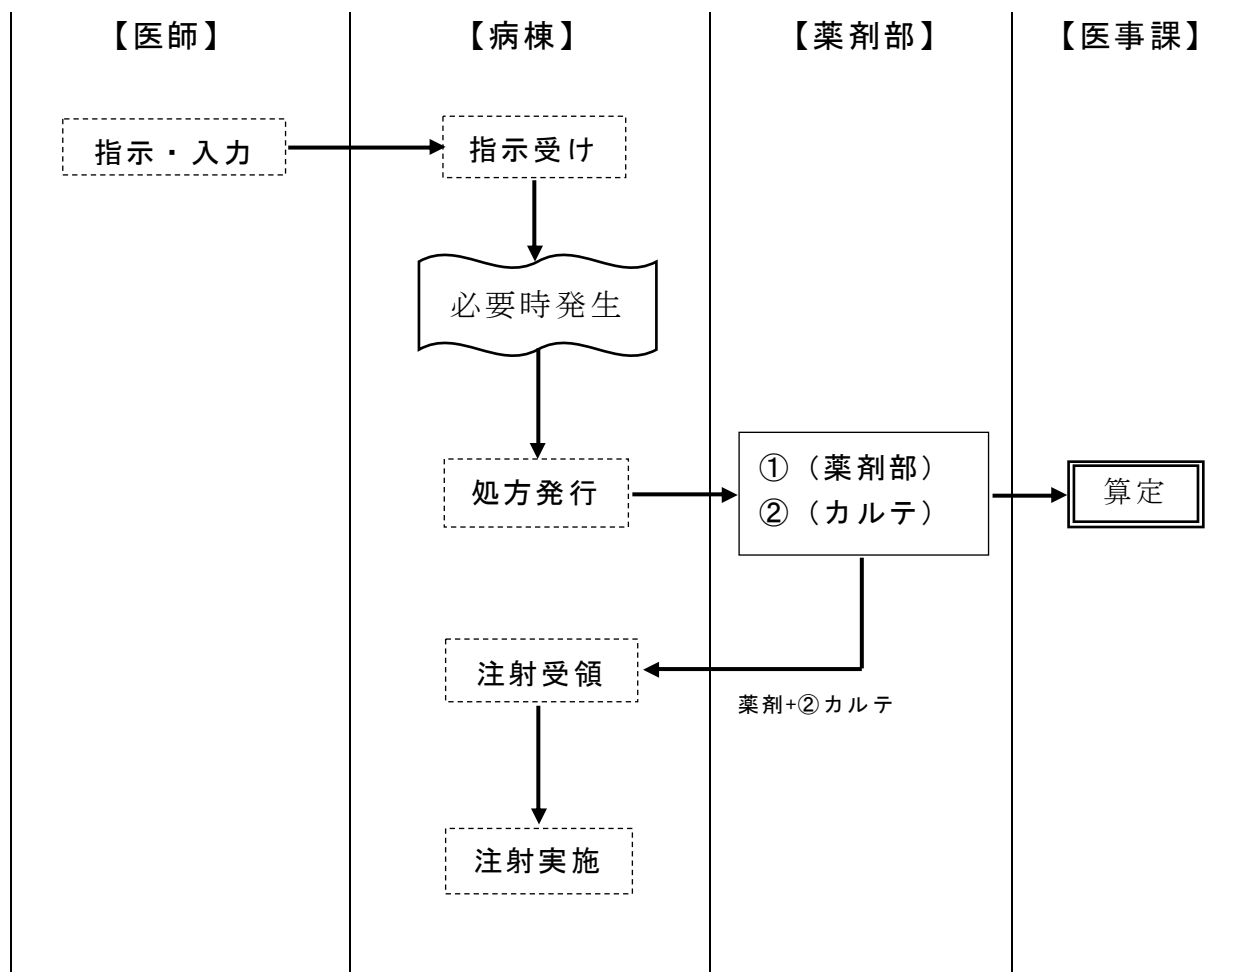 【医師】
【病棟】
【薬剤部】
【医事課】
指示・入力
指示受け
必要時発生
処方発行
①（薬剤部）
②（カルテ）
算定
注射受領
薬剤+②カルテ
注射実施